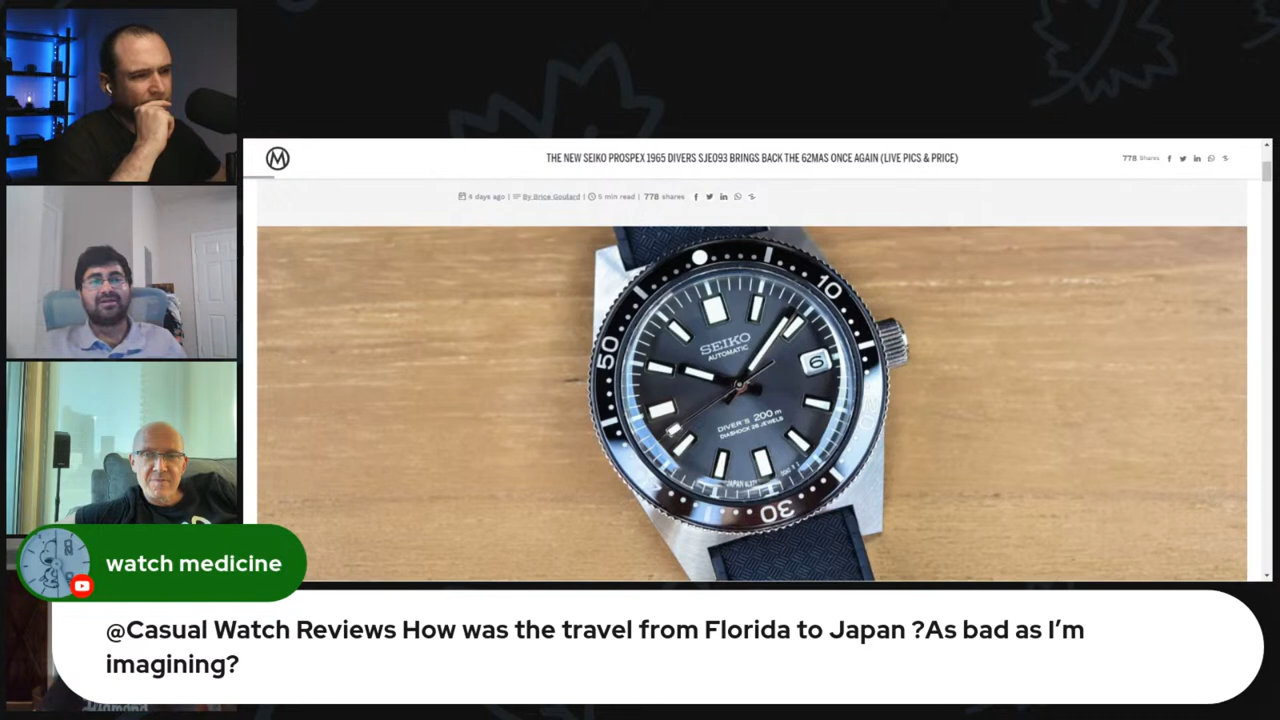 M
THE NEW SEIKO PROSPEX 1965 DIVERS SJE093 BRINGS BACK THE 62MAS ONCE AGAIN (LIVE PICS & PRICE)
778 Shares
4 days ago | By Brice Goulard | 5 min read | 778 shares
10
50
SEIKO
AUTOMATIC
6
DIVER'S 200 m
DIASHOCK 26 JEWELS
JAPAN
30
watch medicine
@Casual Watch Reviews How was the travel from Florida to Japan ?As bad as I'm
imagining?